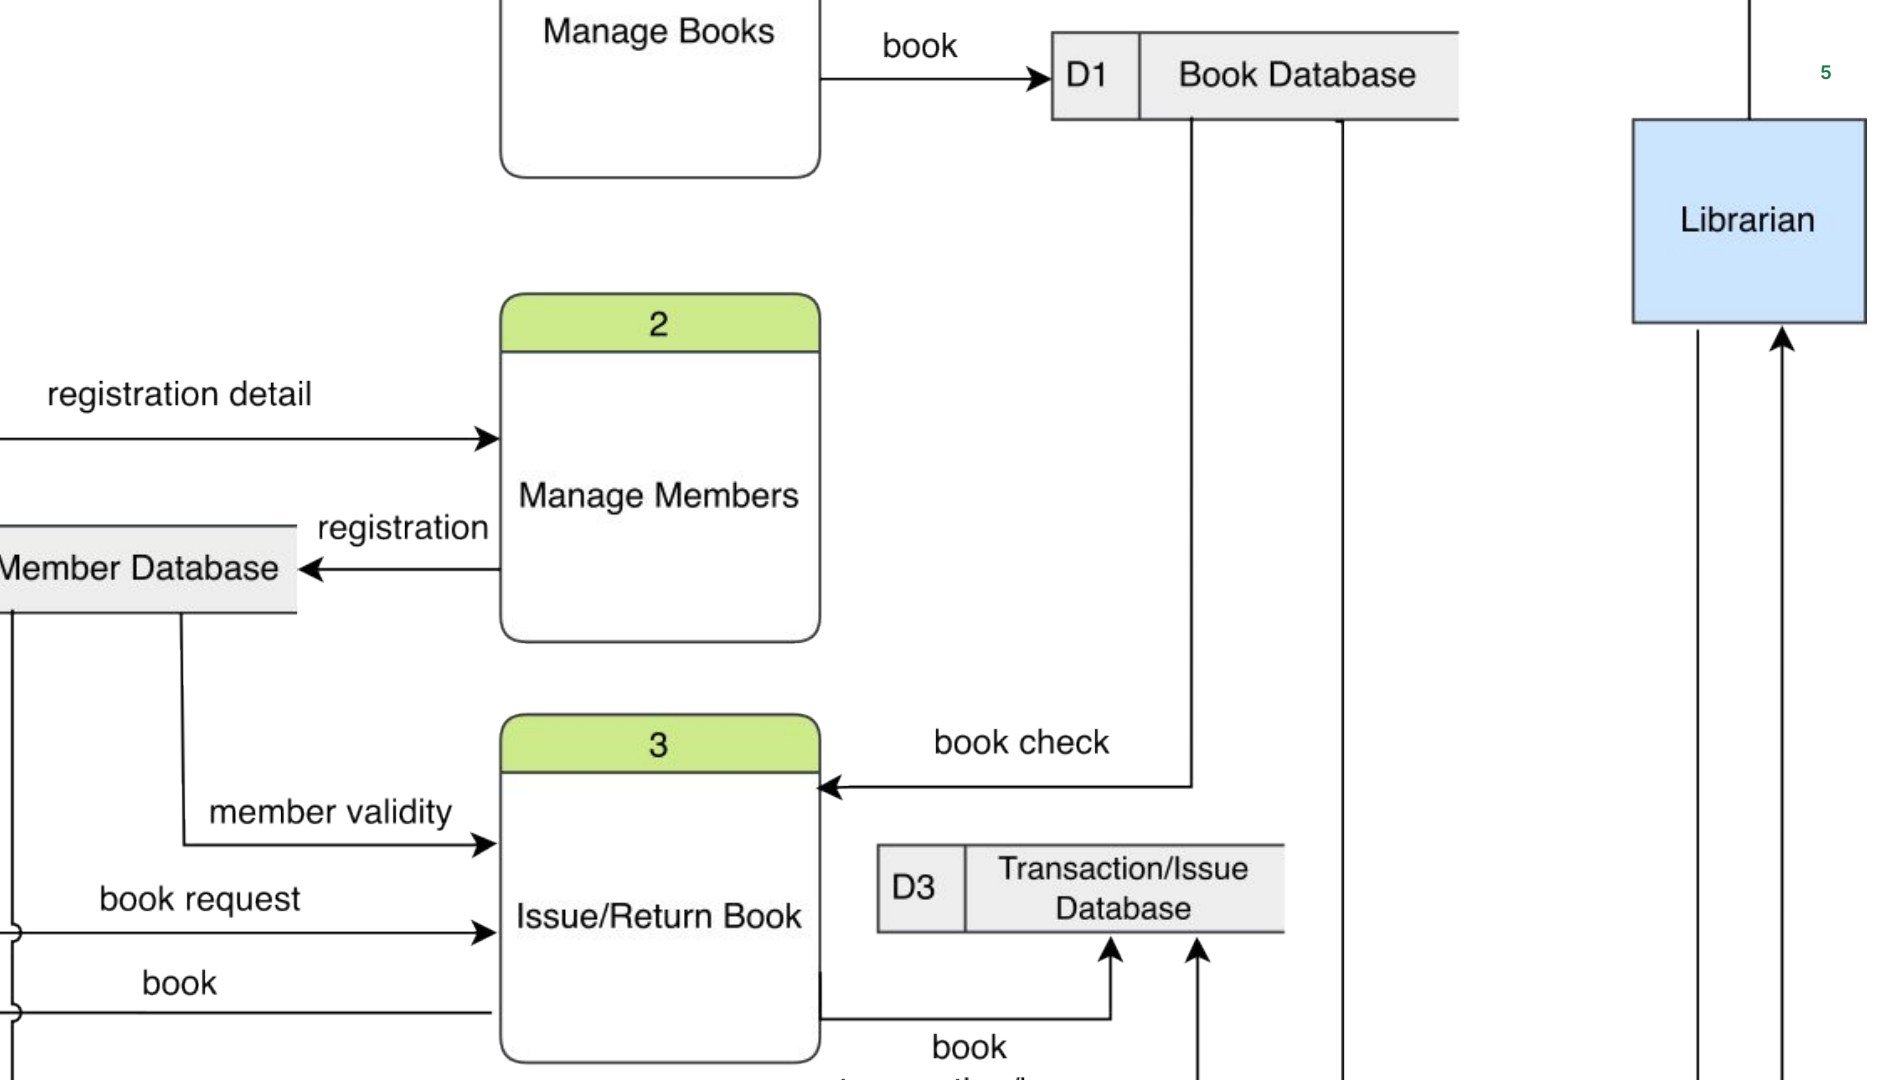 Manage Books
book
D1
Book Database
5
Librarian
2
registration detail
Manage Members
registration
Member Database
3
book check
member validity
Transaction/Issue
D3
Database
book request
Issue/Return Book
book
book